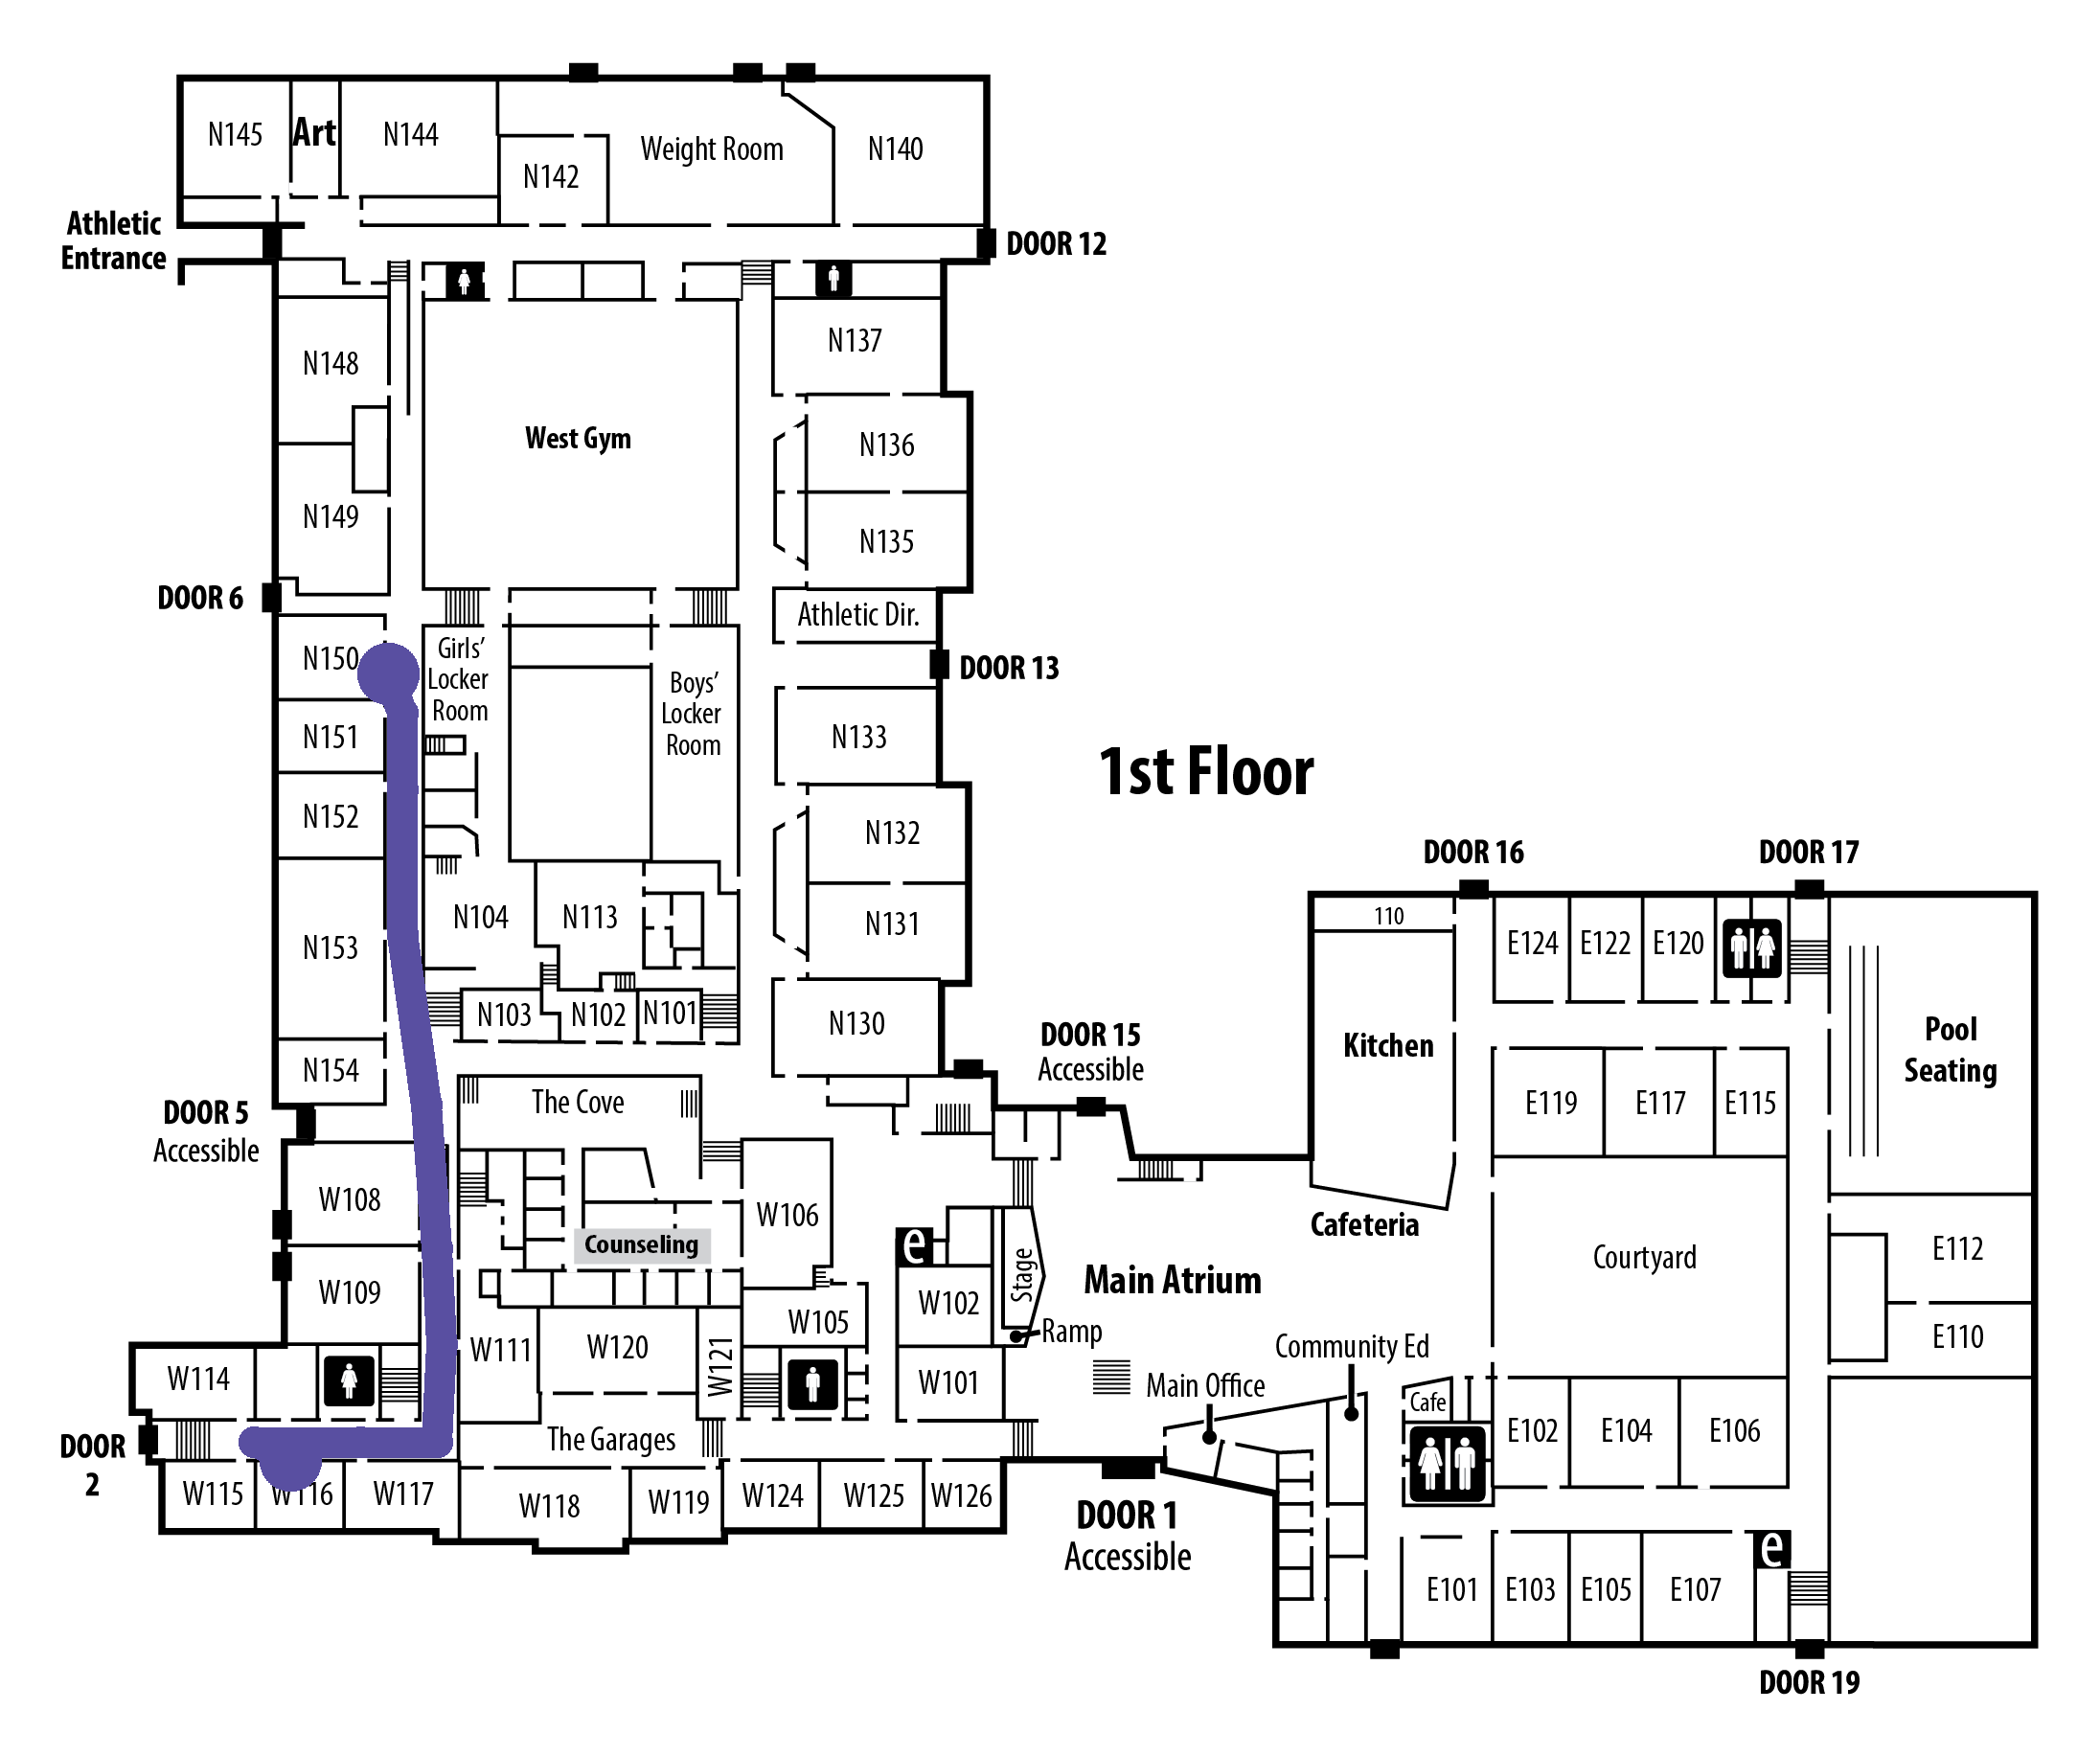 N145
Art
N144
N142
Weight Room
N140
Athletic
Entrance
DOOR 12
N148
N137
West Gym
N136
N149
N135
DOOR 6
Athletic Dir.
N150
Girls'
Locker
Room
Boys'
Locker
Room
DOOR 13
N151
N133
1st Floor
N152
N132
DOOR 16
DOOR 17
N153
N104
N113
N131
110
E124
E122
E120
N103
N102
N101
N130
DOOR 15
Accessible
Kitchen
Pool
Seating
N154
The Cove
E119
E117
E115
DOOR 5
Accessible
W108
W106
Counseling
e
Cafeteria
Courtyard
E112
W109
W102
Stage
Main Atrium
W111
W120
W121
W105
Ramp
Community Ed
E110
W114
W101
Main Office
Cafe
DOOR
2
The Garages
E102
E104
E106
W115
W116
W117
W118
W119
W124
W125
W126
DOOR 1
Accessible
e
E101
E103
E105
E107
DOOR 19